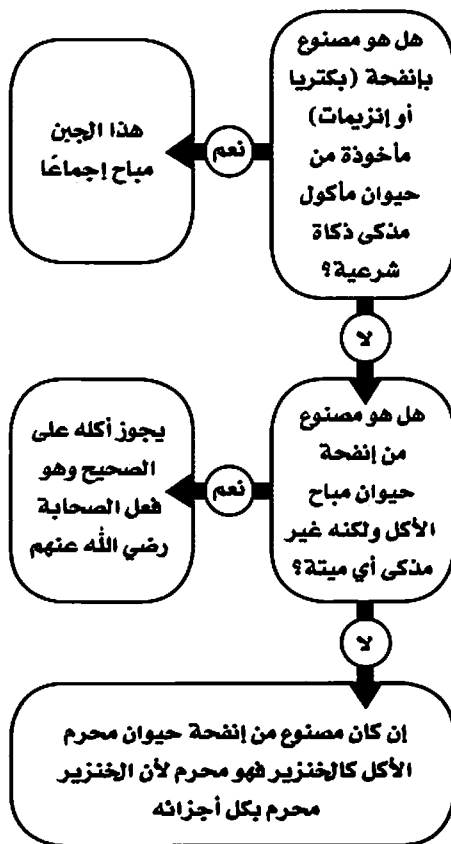 هل هو مصنوع
بإنفحة (بكتريا
أو إنزيمات)
مأخوذة من
حيوان مأكول
مذكى ذكاة
شرعية؟
نعم
هذا الجبن
مباح إجماعًا
لا
هل هو مصنوع
من إنفحة
حيوان مباح
الأكل ولكنه غير
مذكى أي ميتة؟
نعم
يجوز أكله على
الصحيح وهو
فعل الصحابة
رضي الله عنهم
لا
إن كان مصنوع من إنفحة حيوان محرم
الأكل كالخنزير فهو محرم لأن الخنزير
محرم بكل أجزائه